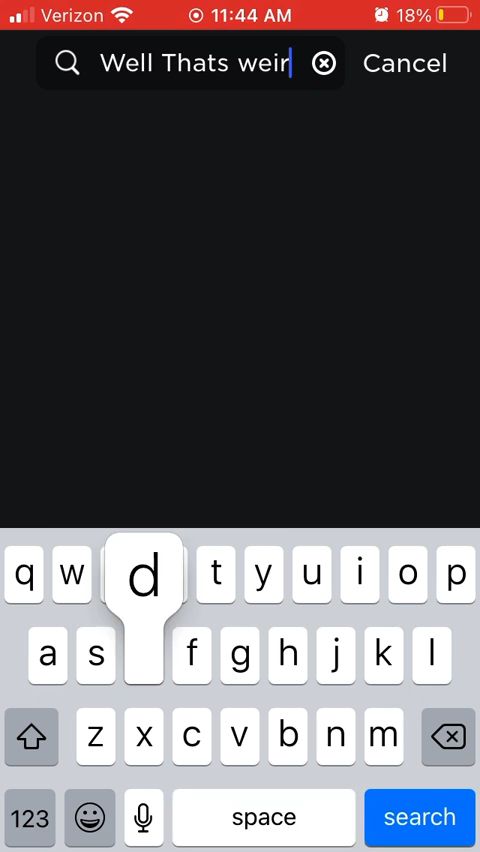 Verizon 11:44 AM 18%
Well Thats weir Cancel
q w d t y u i o p
a s f g h j k l
z x c v b n m
123 space search